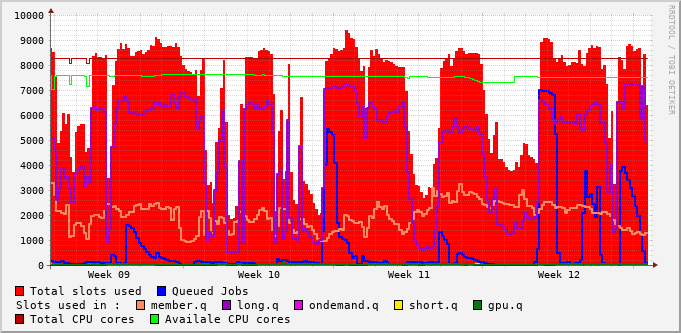 10000
9000
8000
7000
6000
5000
4000
3000
2000
1000
0
Week 09 Week 10 Week 11 Week 12
RRDTOOL / TOBI OETIKER
Total slots used Queued Jobs
Slots used in : member.q long.q ondemand.q short.q gpu.q
Total CPU cores Availale CPU cores